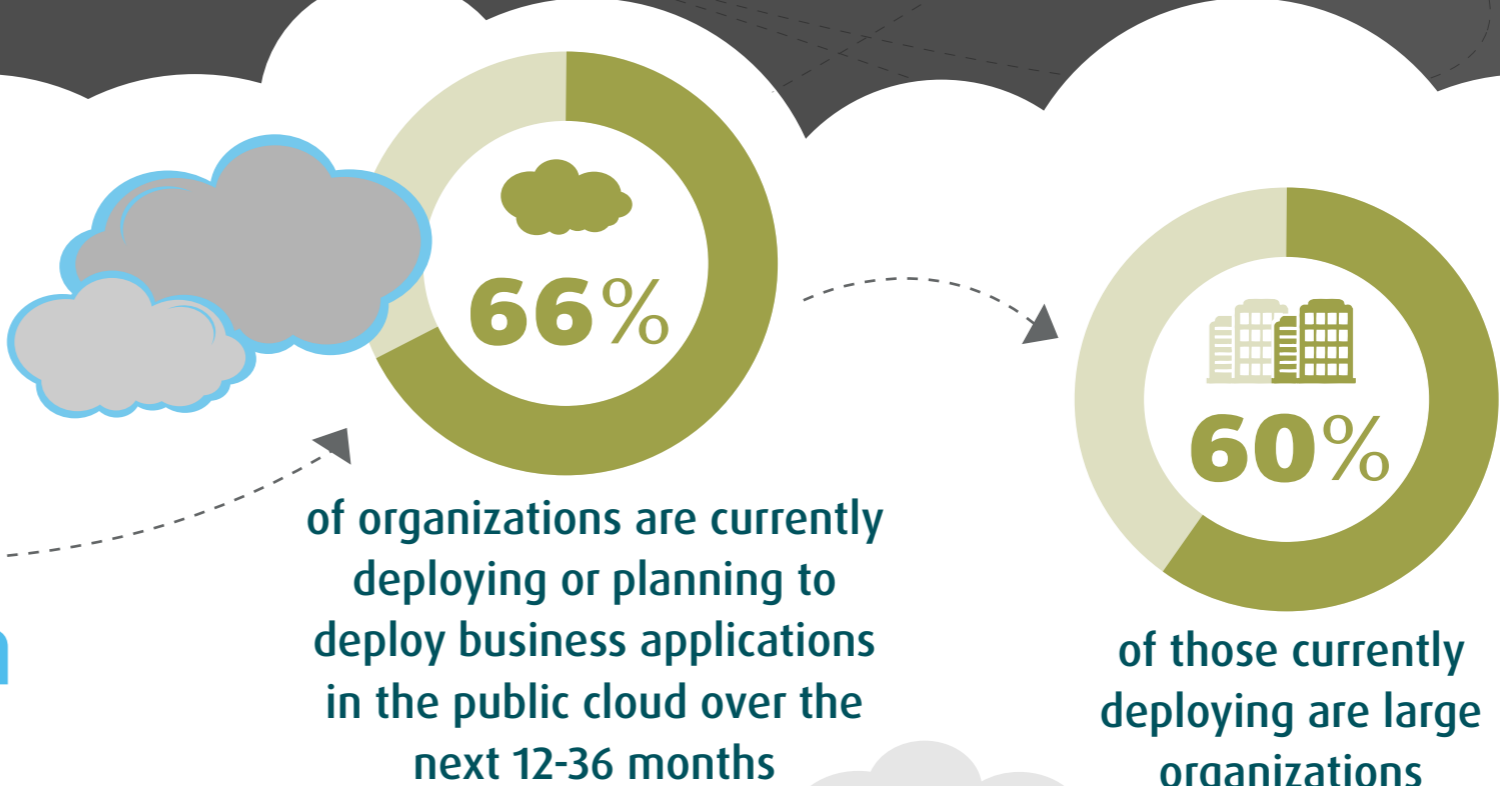 66%
of organizations are currently
deploying or planning to
deploy business applications
in the public cloud over the
next 12-36 months
60%
of those currently
deploying are large
organizations